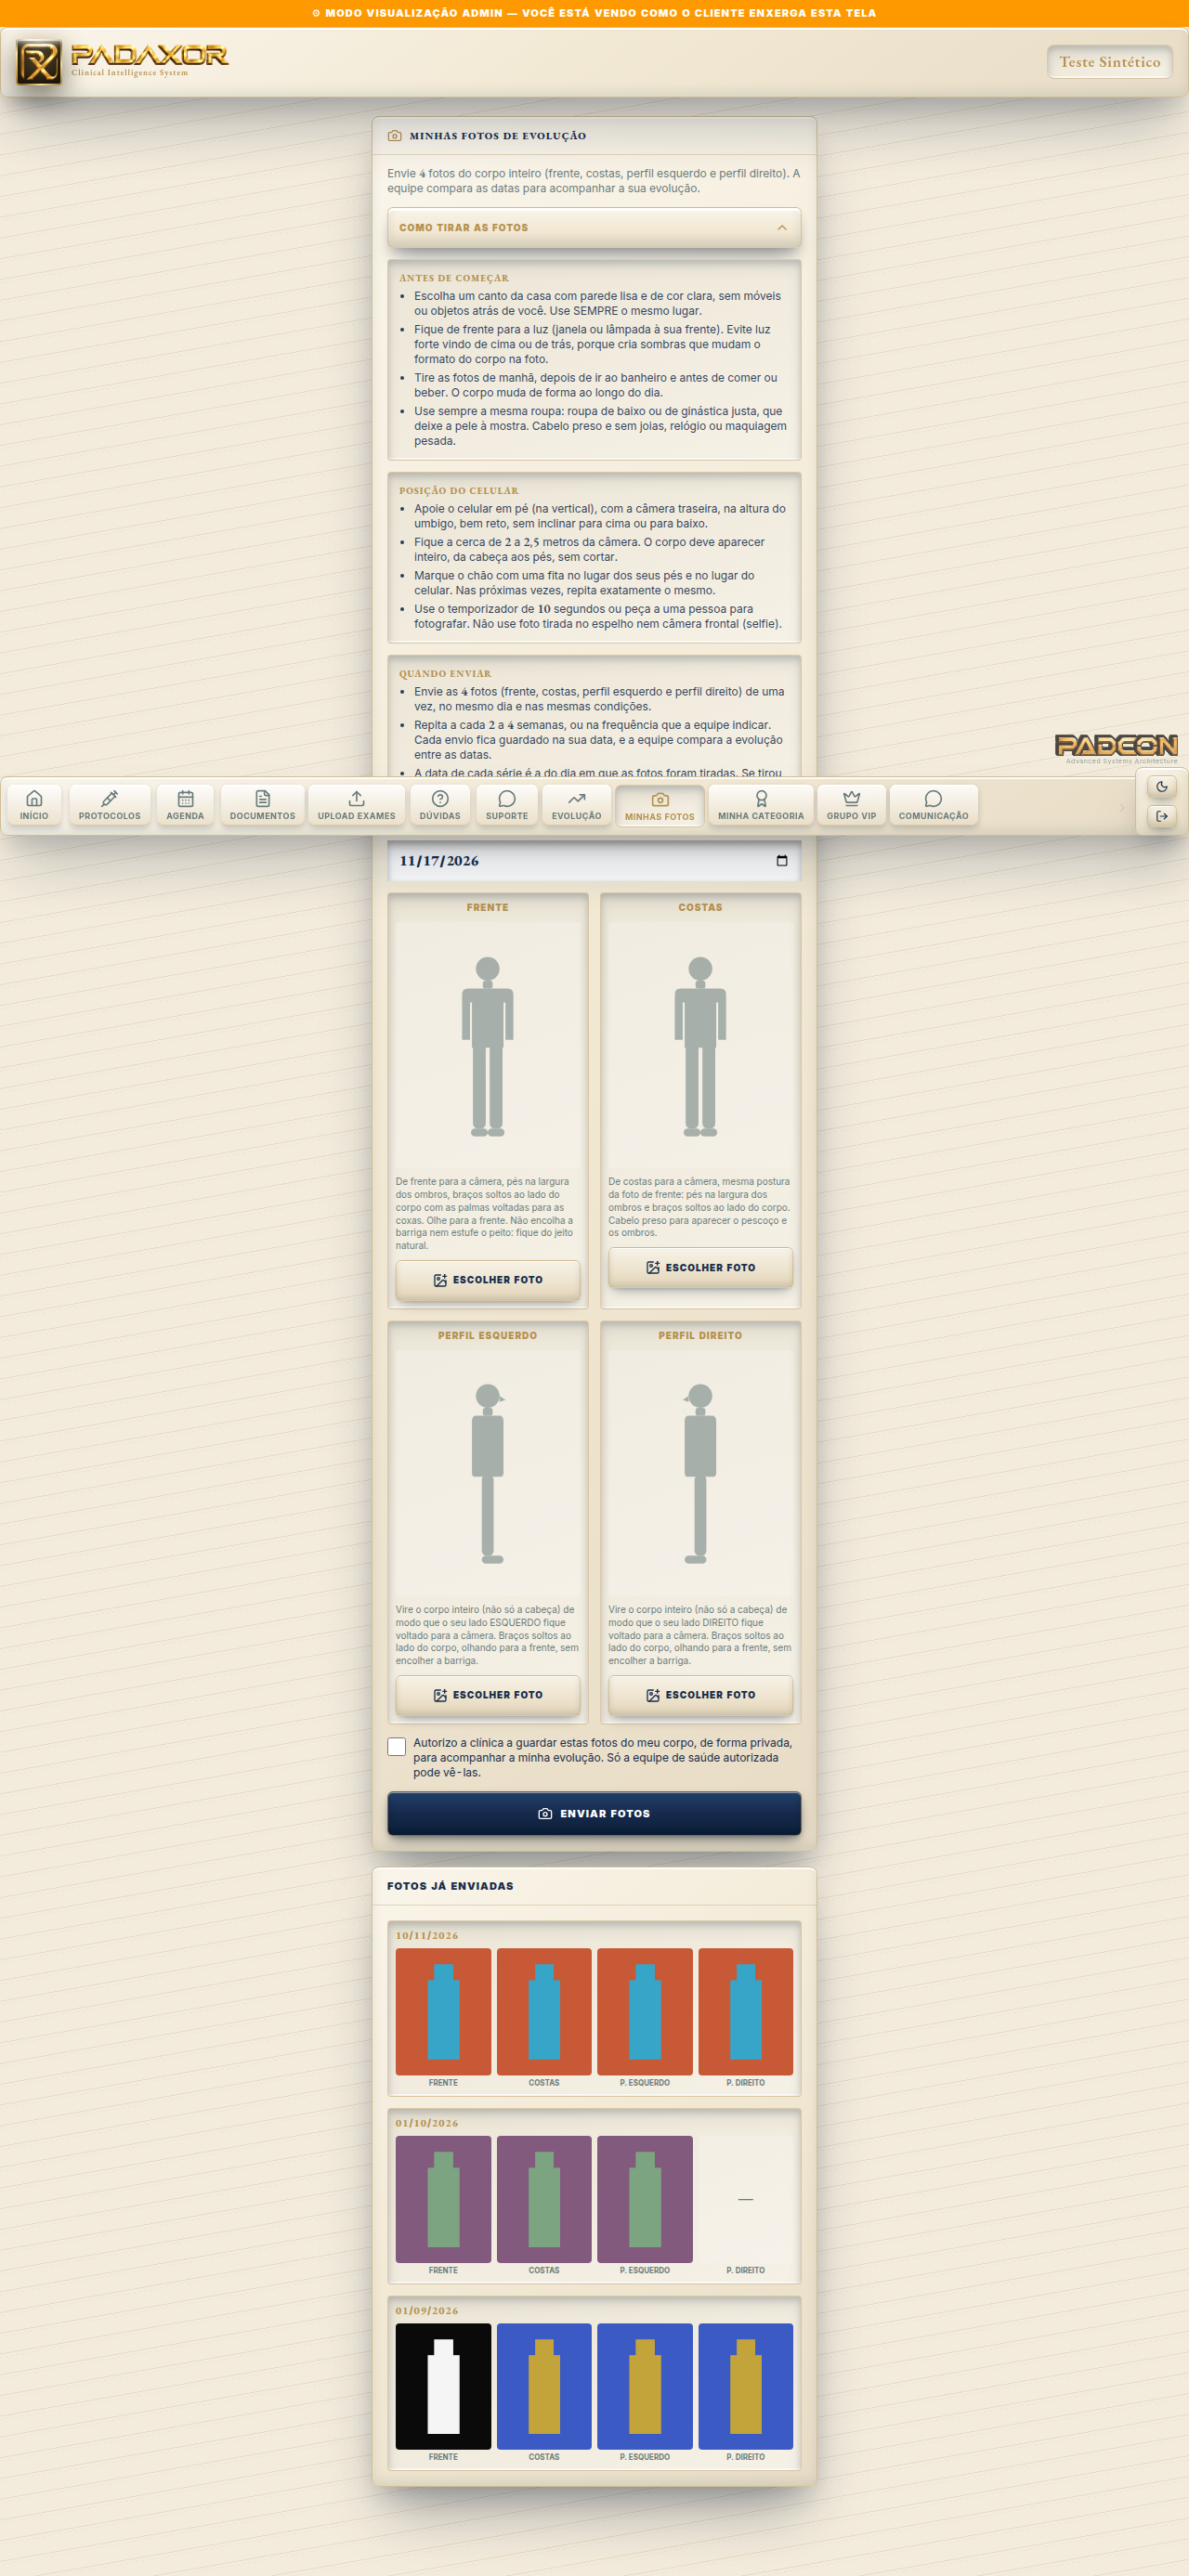 ⚙ MODO VISUALIZAÇÃO ADMIN — VOCÊ ESTÁ VENDO COMO O CLIENTE ENXERGA ESTA TELA
PADAXOR
Clinical Intelligence System
Teste Sintético
MINHAS FOTOS DE EVOLUÇÃO
Envie 4 fotos do corpo inteiro (frente, costas, perfil esquerdo e perfil direito). A
equipe compara as datas para acompanhar a sua evolução.
COMO TIRAR AS FOTOS
ANTES DE COMEÇAR
• Escolha um canto da casa com parede lisa e de cor clara, sem móveis
ou objetos atrás de você. Use SEMPRE o mesmo lugar.
• Fique de frente para a luz (janela ou lâmpada à sua frente). Evite luz
forte vindo de cima ou de trás, porque cria sombras que mudam o
formato do corpo na foto.
• Tire as fotos de manhã, depois de ir ao banheiro e antes de comer ou
beber. O corpo muda de forma ao longo do dia.
• Use sempre a mesma roupa: roupa de baixo ou de ginástica justa, que
deixe a pele à mostra. Cabelo preso e sem joias, relógio ou maquiagem
pesada.
POSIÇÃO DO CELULAR
• Apoie o celular em pé (na vertical), com a câmera traseira, na altura do
umbigo, bem reto, sem inclinar para cima ou para baixo.
• Fique a cerca de 2 a 2,5 metros da câmera. O corpo deve aparecer
inteiro, da cabeça aos pés, sem cortar.
• Marque o chão com uma fita no lugar dos seus pés e no lugar do
celular. Nas próximas vezes, repita exatamente o mesmo.
• Use o temporizador de 10 segundos ou peça a uma pessoa para
fotografar. Não use foto tirada no espelho nem câmera frontal (selfie).
QUANDO ENVIAR
• Envie as 4 fotos (frente, costas, perfil esquerdo e perfil direito) de uma
vez, no mesmo dia e nas mesmas condições.
• Repita a cada 2 a 4 semanas, ou na frequência que a equipe indicar.
Cada envio fica guardado na sua data, e a equipe compara a evolução
entre as datas.
• A data de cada série é a do dia em que as fotos foram tiradas. Se tirou
PADCON
Advanced Systems Architecture
INÍCIO
PROTOCOLOS
AGENDA
DOCUMENTOS
UPLOAD EXAMES
DÚVIDAS
SUPORTE
EVOLUÇÃO
MINHAS FOTOS
MINHA CATEGORIA
GRUPO VIP
COMUNICAÇÃO
11/17/2026
FRENTE
De frente para a câmera, pés na largura
dos ombros, braços soltos ao lado do
corpo com as palmas voltadas para as
coxas. Olhe para a frente. Não encolha a
barriga nem estufe o peito: fique do jeito
natural.
ESCOLHER FOTO
COSTAS
De costas para a câmera, mesma postura
da foto de frente: pés na largura dos
ombros e braços soltos ao lado do corpo.
Cabelo preso para aparecer o pescoço e
os ombros.
ESCOLHER FOTO
PERFIL ESQUERDO
Vire o corpo inteiro (não só a cabeça) de
modo que o seu lado ESQUERDO fique
voltado para a câmera. Braços soltos ao
lado do corpo, olhando para a frente, sem
encolher a barriga.
ESCOLHER FOTO
PERFIL DIREITO
Vire o corpo inteiro (não só a cabeça) de
modo que o seu lado DIREITO fique
voltado para a câmera. Braços soltos ao
lado do corpo, olhando para a frente, sem
encolher a barriga.
ESCOLHER FOTO
Autorizo a clínica a guardar estas fotos do meu corpo, de forma privada,
para acompanhar a minha evolução. Só a equipe de saúde autorizada
pode vê-las.
ENVIAR FOTOS
FOTOS JÁ ENVIADAS
10/11/2026
FRENTE
COSTAS
P. ESQUERDO
P. DIREITO
01/10/2026
—
FRENTE
COSTAS
P. ESQUERDO
P. DIREITO
01/09/2026
FRENTE
COSTAS
P. ESQUERDO
P. DIREITO